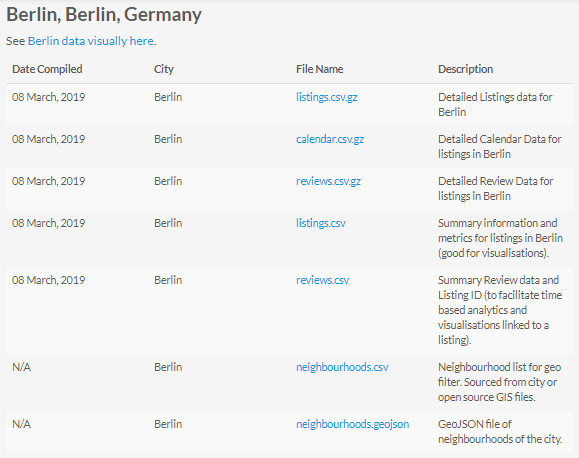 Berlin, Berlin, Germany
See Berlin data visually here.
Date Compiled City File Name Description
08 March, 2019 Berlin listings.csv.gz Detailed Listings data for
Berlin
08 March, 2019 Berlin calendar.csv.gz Detailed Calendar Data for
listings in Berlin
08 March, 2019 Berlin reviews.csv.gz Detailed Review Data for
listings in Berlin
08 March, 2019 Berlin listings.csv Summary information and
metrics for listings in Berlin
(good for visualisations).
08 March, 2019 Berlin reviews.csv Summary Review data and
Listing ID (to facilitate time
based analytics and
visualisations linked to a
listing).
N/A Berlin neighbourhoods.csv Neighbourhood list for geo
filter. Sourced from city or
open source GIS files.
N/A Berlin neighbourhoods.geojson GeoJSON file of
neighbourhoods of the city.